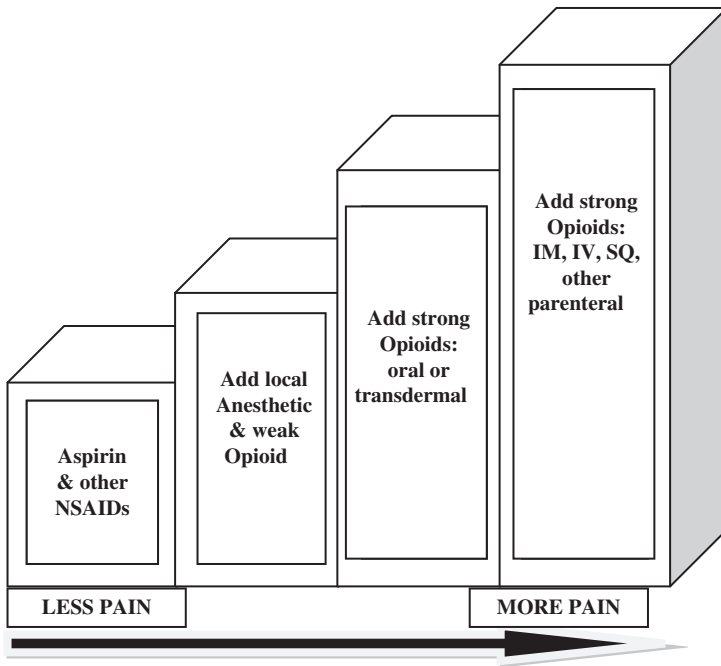 Aspirin
& other
NSAIDs
Add local
Anesthetic
& weak
Opioid
Add strong
Opioids:
oral or
transdermal
Add strong
Opioids:
IM, IV, SQ,
other
parenteral
LESS PAIN
MORE PAIN